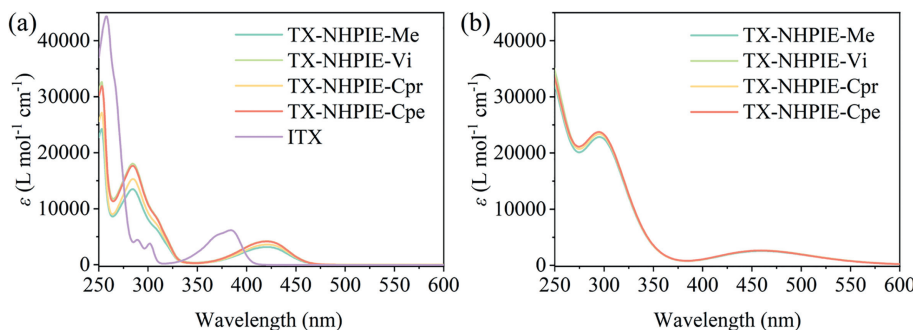 (a)
TX-NHPIE-Me
TX-NHPIE-Vi
TX-NHPIE-Cpr
TX-NHPIE-Cpe
ITX
40000
30000
20000
10000
0
ε (L mol⁻¹ cm⁻¹)
250 300 350 400 450 500 550 600
Wavelength (nm)
(b)
TX-NHPIE-Me
TX-NHPIE-Vi
TX-NHPIE-Cpr
TX-NHPIE-Cpe
40000
30000
20000
10000
0
ε (L mol⁻¹ cm⁻¹)
250 300 400 500 600
Wavelength (nm)